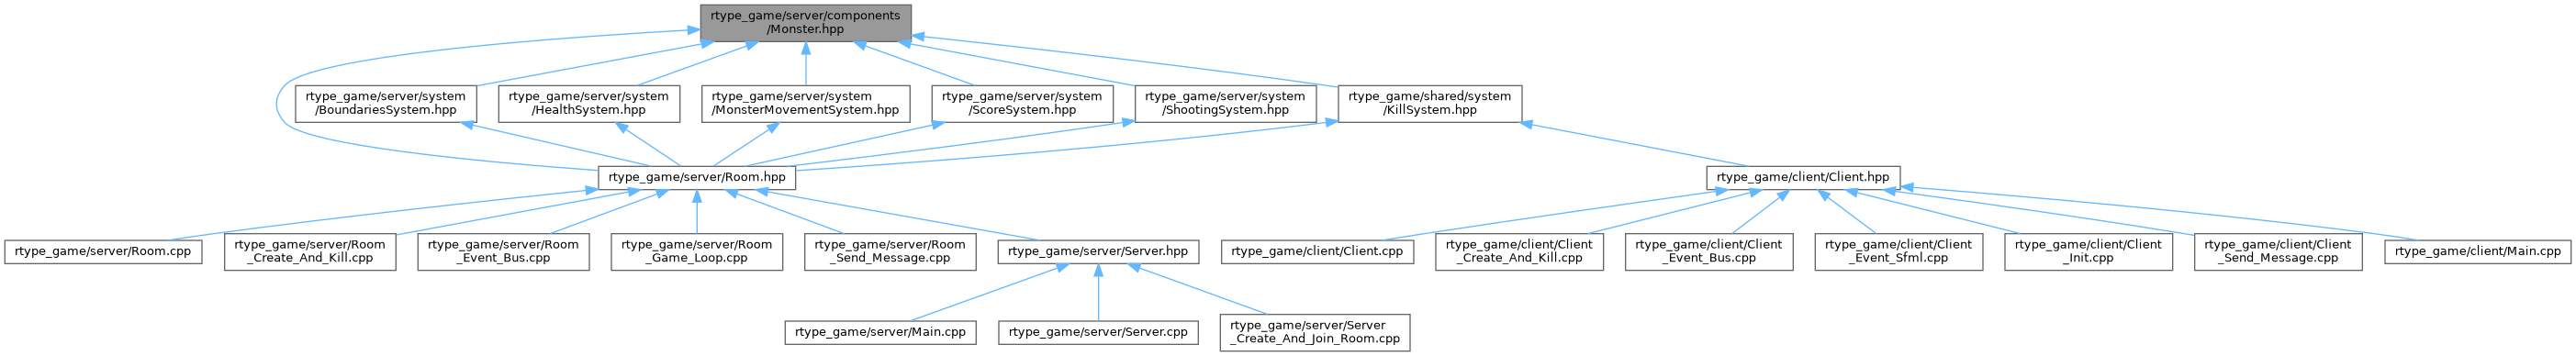 rtype_game/server/components
/Monster.hpp
rtype_game/server/system
/BoundariesSystem.hpp
rtype_game/server/system
/HealthSystem.hpp
rtype_game/server/system
/MonsterMovementSystem.hpp
rtype_game/server/system
/ScoreSystem.hpp
rtype_game/server/system
/ShootingSystem.hpp
rtype_game/shared/system
/KillSystem.hpp
rtype_game/server/Room.hpp
rtype_game/client/Client.hpp
rtype_game/server/Room.cpp
rtype_game/server/Room
_Create_And_Kill.cpp
rtype_game/server/Room
_Event_Bus.cpp
rtype_game/server/Room
_Game_Loop.cpp
rtype_game/server/Room
_Send_Message.cpp
rtype_game/server/Server.hpp
rtype_game/client/Client.cpp
rtype_game/client/Client
_Create_And_Kill.cpp
rtype_game/client/Client
_Event_Bus.cpp
rtype_game/client/Client
_Event_Sfml.cpp
rtype_game/client/Client
_Init.cpp
rtype_game/client/Client
_Send_Message.cpp
rtype_game/client/Main.cpp
rtype_game/server/Main.cpp
rtype_game/server/Server.cpp
rtype_game/server/Server
_Create_And_Join_Room.cpp